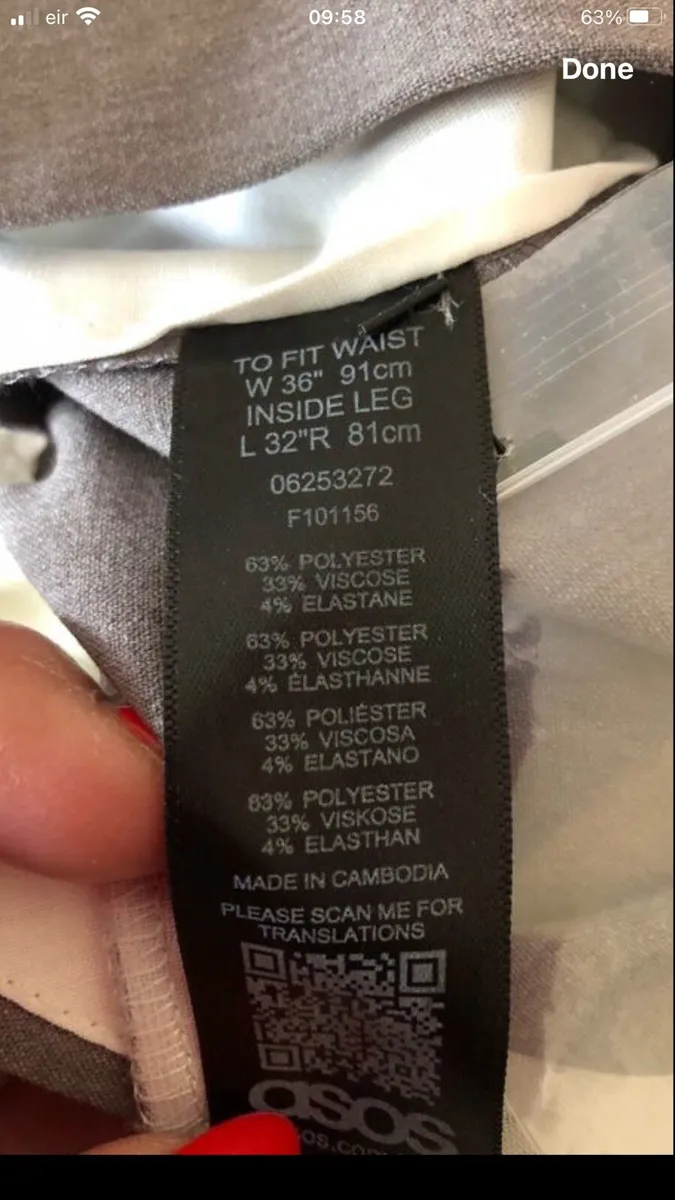 eir 09:58 63%
Done
TO FIT WAIST
W 36" 91cm
INSIDE LEG
L 32"R 81cm
06253272
F101156
63% POLYESTER
33% VISCOSE
4% ELASTANE
63% POLYESTER
33% VISCOSE
4% ÉLASTHANNE
63% POLIÉSTER
33% VISCOSA
4% ELASTANO
63% POLYESTER
33% VISKOSE
4% ELASTHAN
MADE IN CAMBODIA
PLEASE SCAN ME FOR
TRANSLATIONS
asos